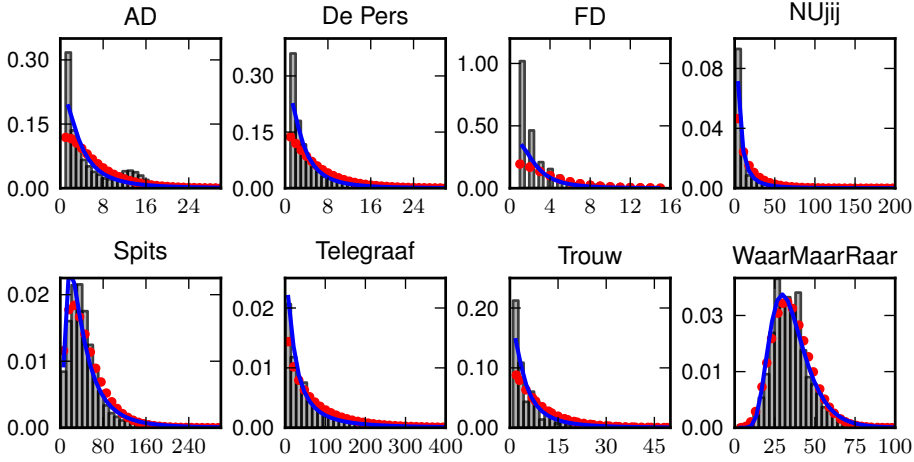 AD
De Pers
FD
NUjij
0.30
0.15
0.00
0 8 16 24
0.30
0.15
0.00
0 8 16 24
1.00
0.50
0.00
0 4 8 12 16
0.08
0.04
0.00
0 50 100 150 200
Spits
Telegraaf
Trouw
WaarMaarRaar
0.02
0.01
0.00
0 80 160 240
0.02
0.01
0.00
0 100 200 300 400
0.20
0.10
0.00
0 15 30 45
0.03
0.00
0 25 50 75 100